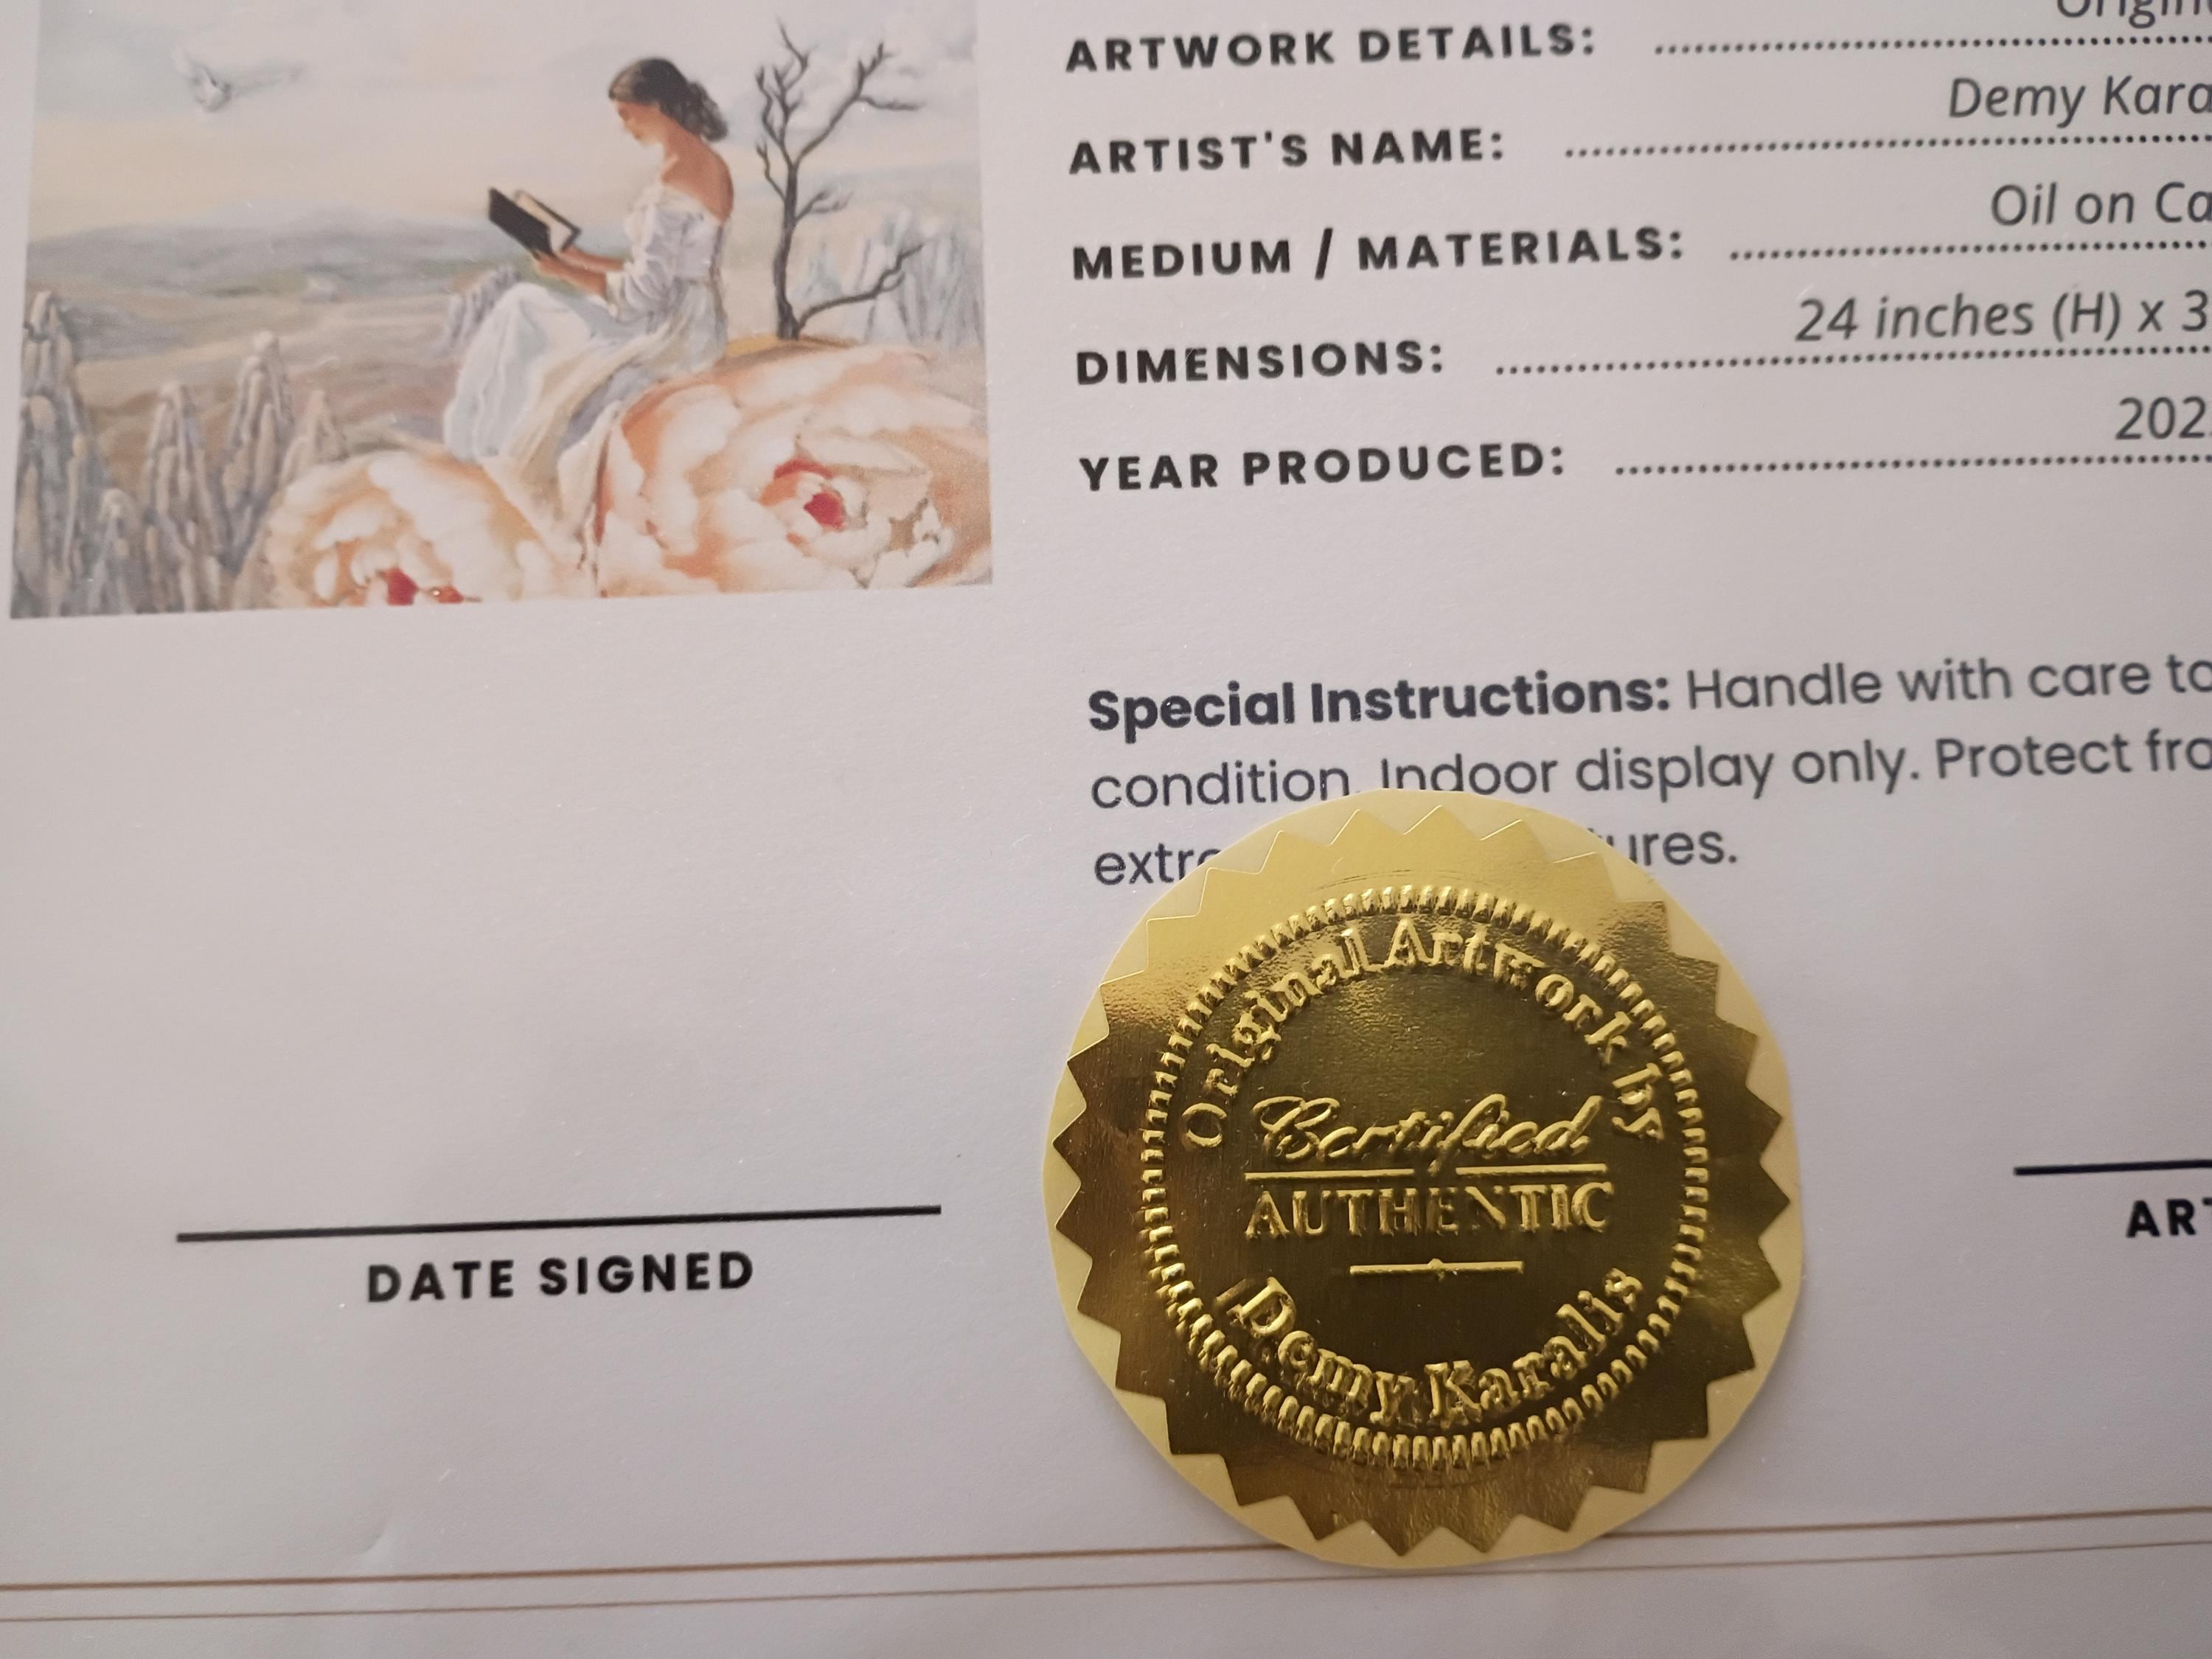 ARTWORK DETAILS:
ARTIST'S NAME: Demy Kara
MEDIUM / MATERIALS: Oil on Ca
DIMENSIONS: 24 inches (H) x 3
YEAR PRODUCED: 202
Special Instructions: Handle with care to
condition. Indoor display only. Protect fro
extre ures.
Original Artwork by
Certified
AUTHENTIC
Demy Karalis
DATE SIGNED
ART